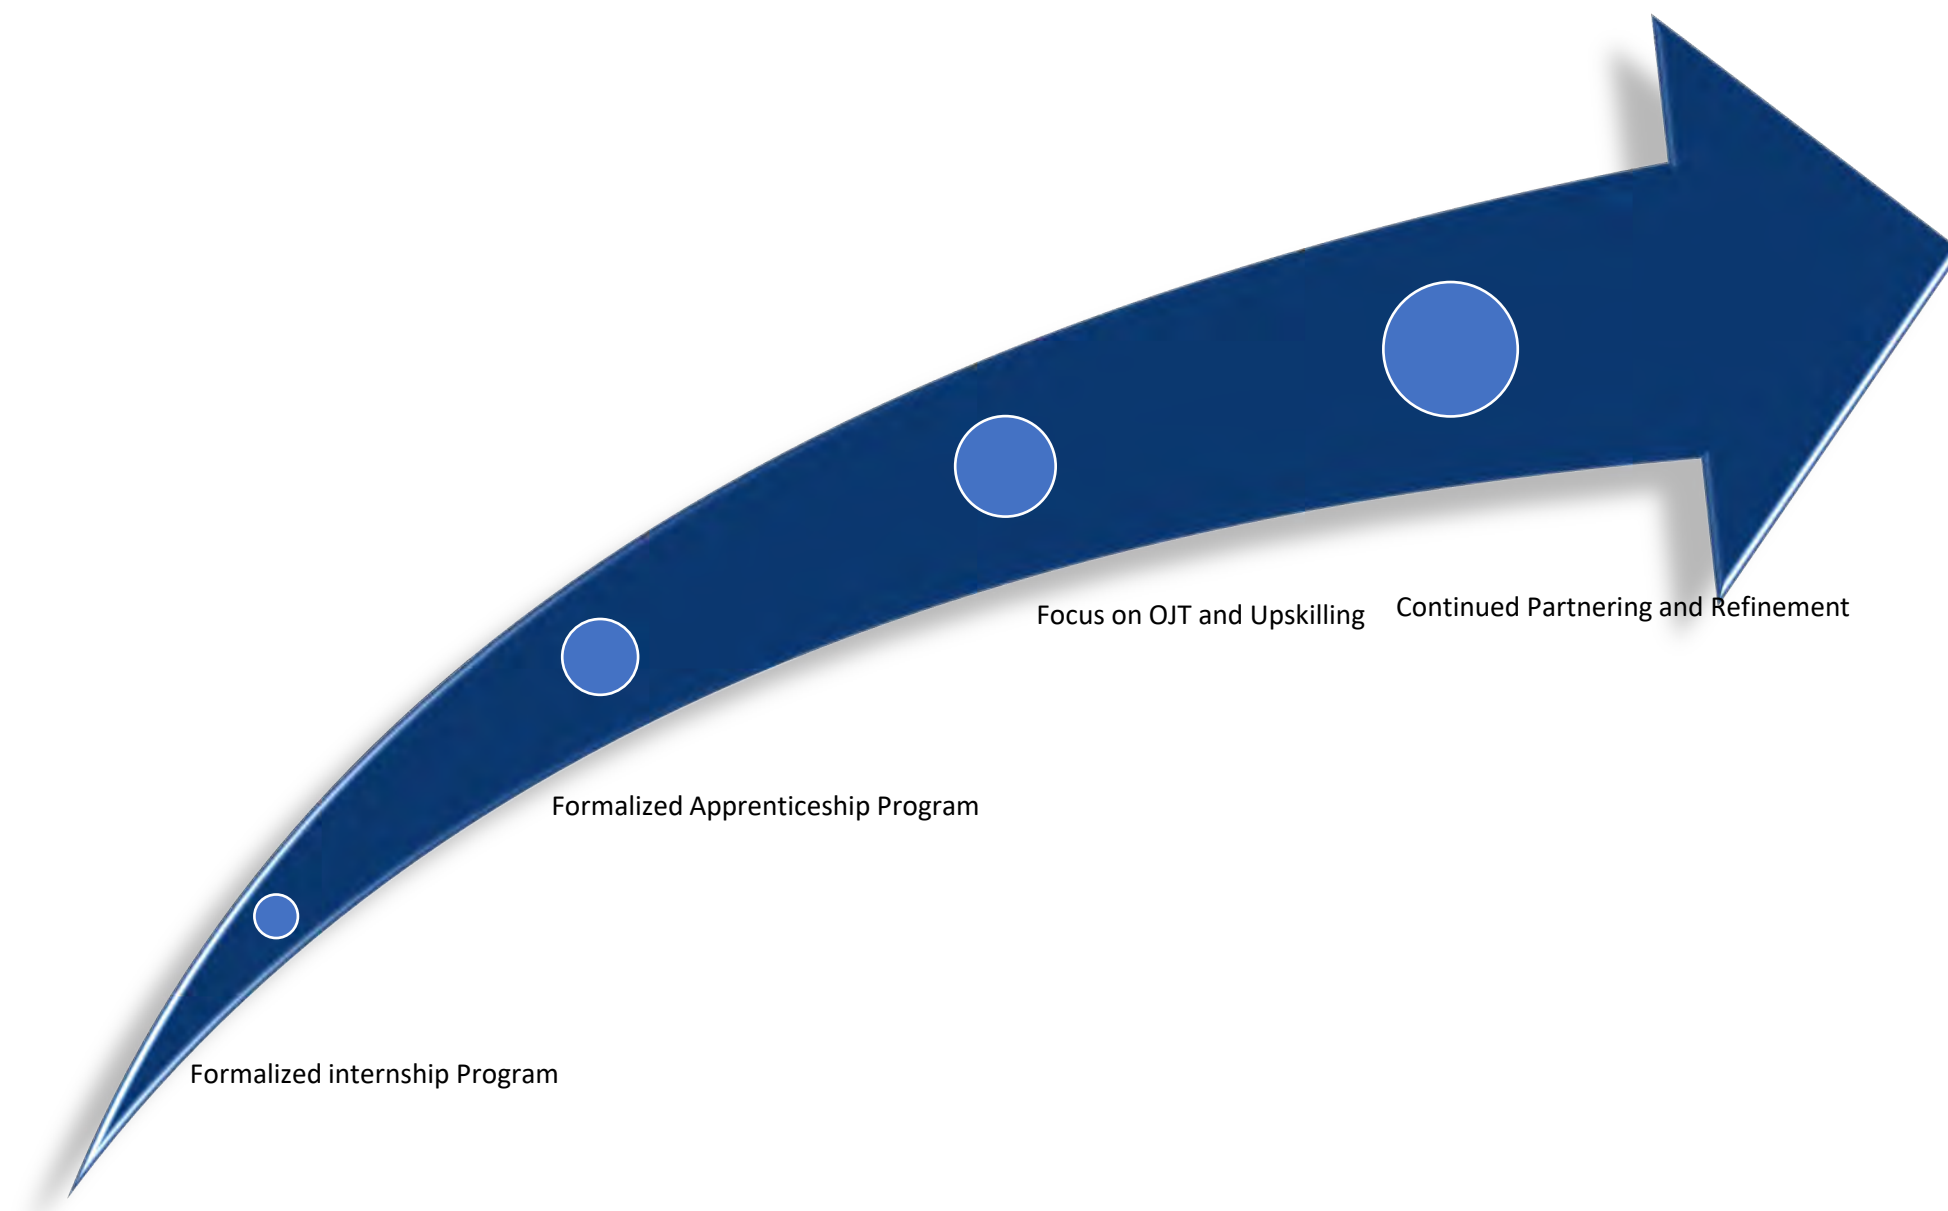 Focus on OJT and Upskilling
Continued Partnering and Refinement
Formalized Apprenticeship Program
Formalized internship Program